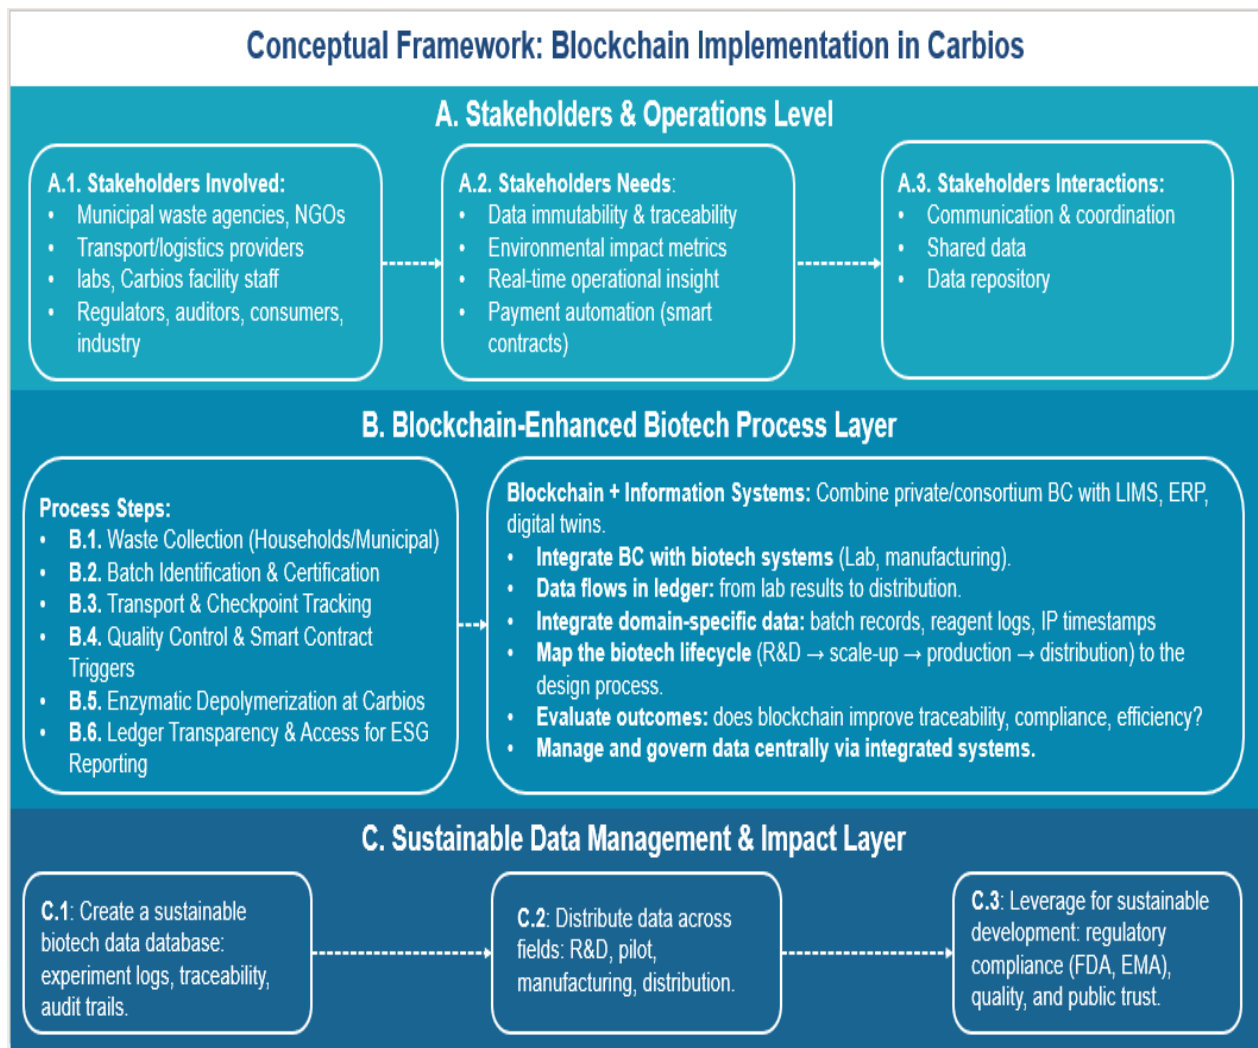 Conceptual Framework: Blockchain Implementation in Carbios
A. Stakeholders & Operations Level
A.1. Stakeholders Involved:
• Municipal waste agencies, NGOs
• Transport/logistics providers
• labs, Carbios facility staff
• Regulators, auditors, consumers,
industry
A.2. Stakeholders Needs:
• Data immutability & traceability
• Environmental impact metrics
• Real-time operational insight
• Payment automation (smart
contracts)
A.3. Stakeholders Interactions:
• Communication & coordination
• Shared data
• Data repository
B. Blockchain-Enhanced Biotech Process Layer
Process Steps:
• B.1. Waste Collection (Households/Municipal)
• B.2. Batch Identification & Certification
• B.3. Transport & Checkpoint Tracking
• B.4. Quality Control & Smart Contract
Triggers
• B.5. Enzymatic Depolymerization at Carbios
• B.6. Ledger Transparency & Access for ESG
Reporting
Blockchain + Information Systems: Combine private/consortium BC with LIMS, ERP,
digital twins.
• Integrate BC with biotech systems (Lab, manufacturing).
• Data flows in ledger: from lab results to distribution.
• Integrate domain-specific data: batch records, reagent logs, IP timestamps
• Map the biotech lifecycle (R&D → scale-up → production → distribution) to the
design process.
• Evaluate outcomes: does blockchain improve traceability, compliance, efficiency?
• Manage and govern data centrally via integrated systems.
C. Sustainable Data Management & Impact Layer
C.1: Create a sustainable
biotech data database:
experiment logs, traceability,
audit trails.
C.2: Distribute data across
fields: R&D, pilot,
manufacturing, distribution.
C.3: Leverage for sustainable
development: regulatory
compliance (FDA, EMA),
quality, and public trust.